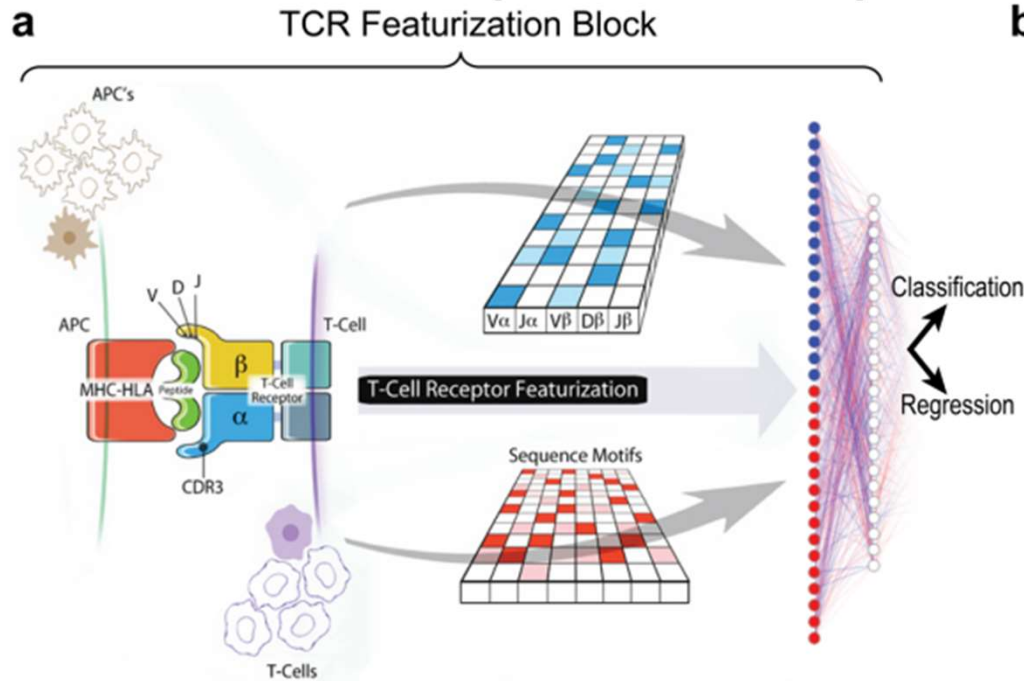 a
TCR Featurization Block
b
APC's
V D J
APC
T-Cell
β
MHC-HLA
Peptide
T-Cell
Receptor
α
CDR3
T-Cells
Vα Jα Vβ Dβ Jβ
T-Cell Receptor Featurization
Sequence Motifs
Classification
Regression